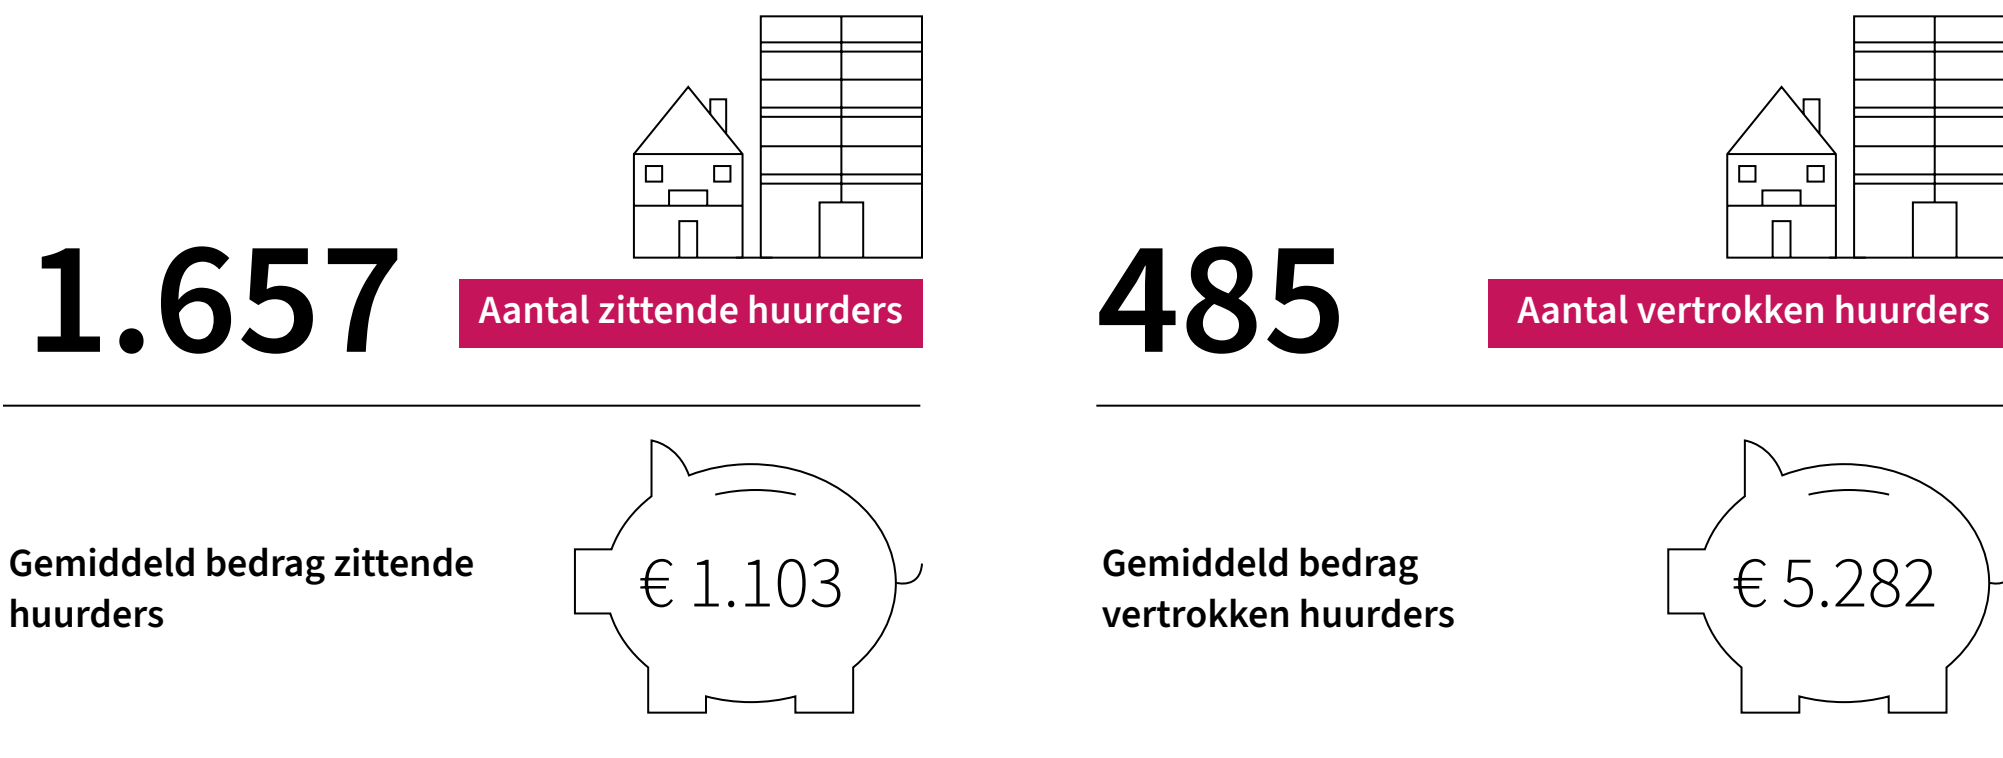 1.657
Aantal zittende huurders
Gemiddeld bedrag zittende
huurders
€ 1.103
485
Aantal vertrokken huurders
Gemiddeld bedrag
vertrokken huurders
€ 5.282